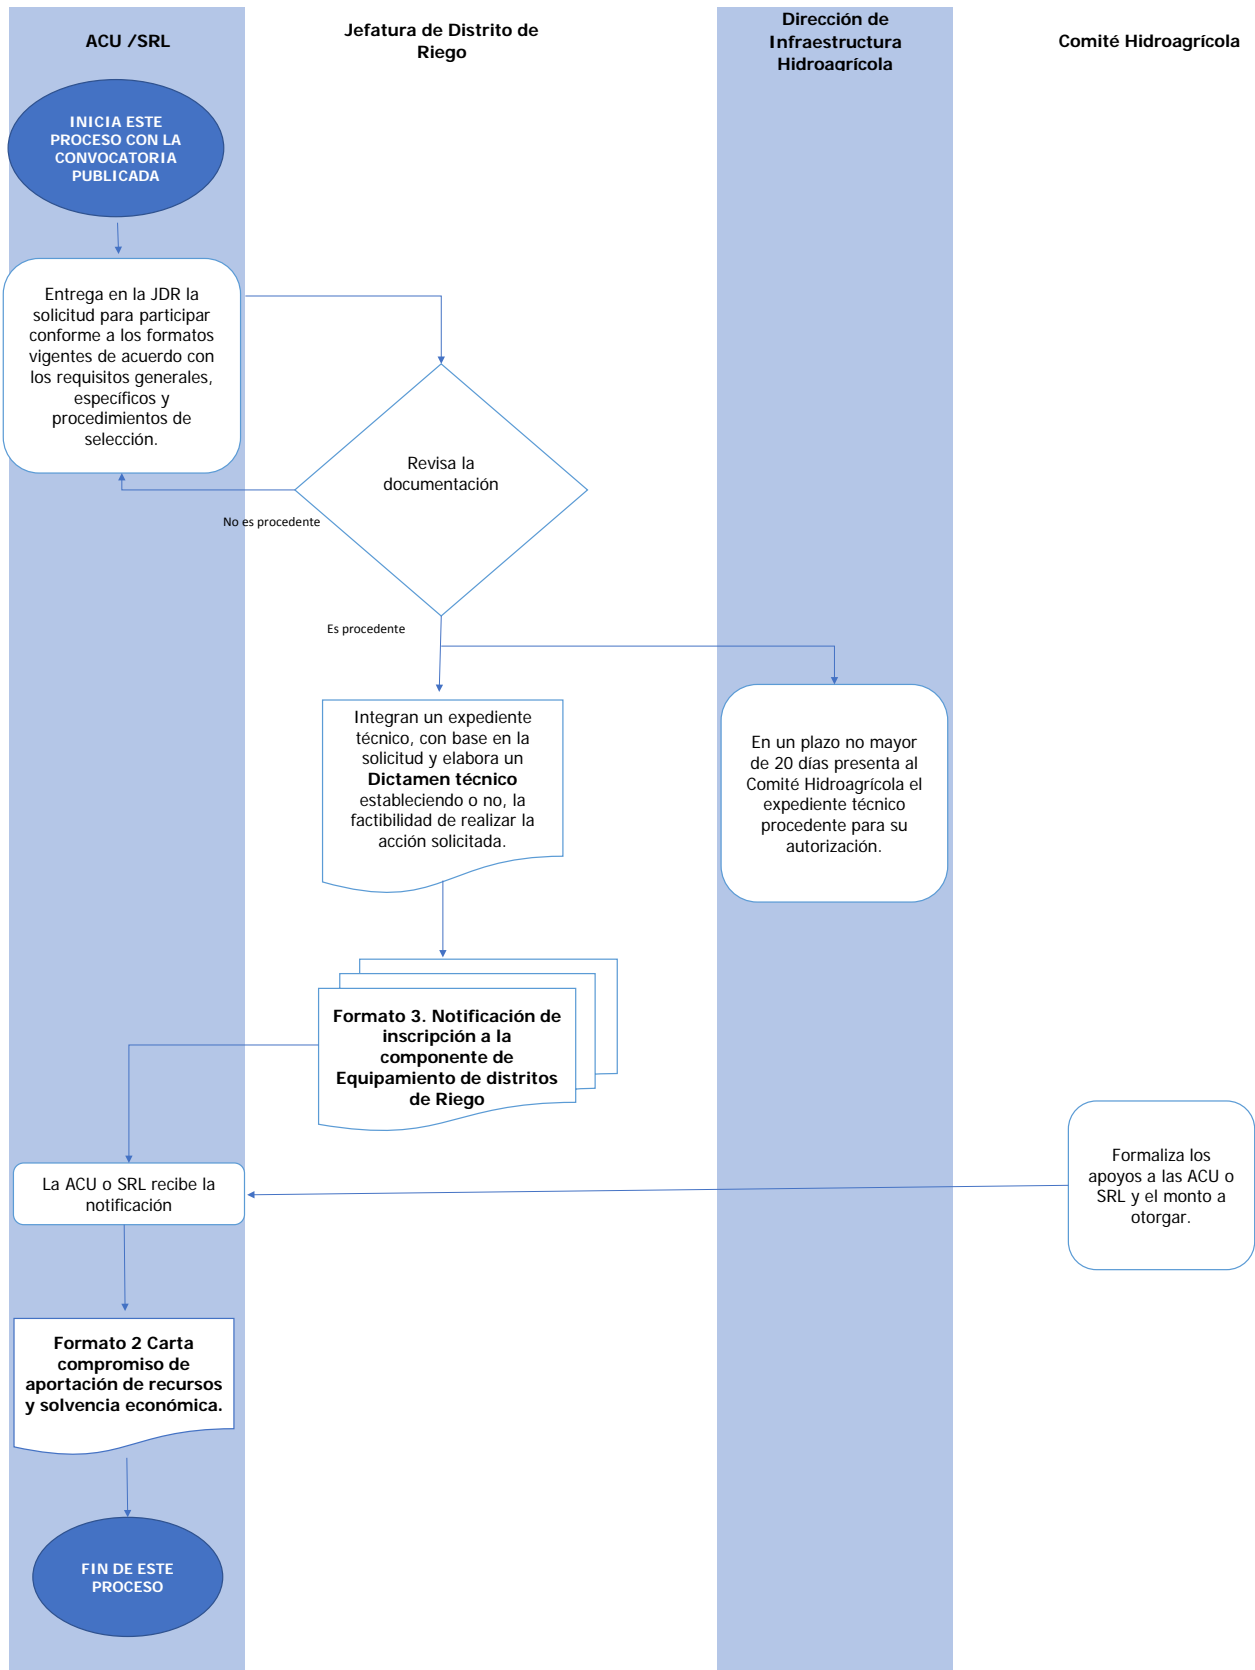 ACU /SRL
Jefatura de Distrito de
Riego
Dirección de
Infraestructura
Hidroagrícola
Comité Hidroagrícola
INICIA ESTE
PROCESO CON LA
CONVOCATORIA
PUBLICADA
Entrega en la JDR la
solicitud para participar
conforme a los formatos
vigentes de acuerdo con
los requisitos generales,
específicos y
procedimientos de
selección.
Revisa la
documentación
No es procedente
Es procedente
Integran un expediente
técnico, con base en la
solicitud y elabora un
Dictamen técnico
estableciendo o no, la
factibilidad de realizar la
acción solicitada.
En un plazo no mayor
de 20 días presenta al
Comité Hidroagrícola el
expediente técnico
procedente para su
autorización.
Formato 3. Notificación de
inscripción a la
componente de
Equipamiento de distritos
de Riego
Formaliza los
apoyos a las ACU o
SRL y el monto a
otorgar.
La ACU o SRL recibe la
notificación
Formato 2 Carta
compromiso de
aportación de recursos
y solvencia económica.
FIN DE ESTE
PROCESO